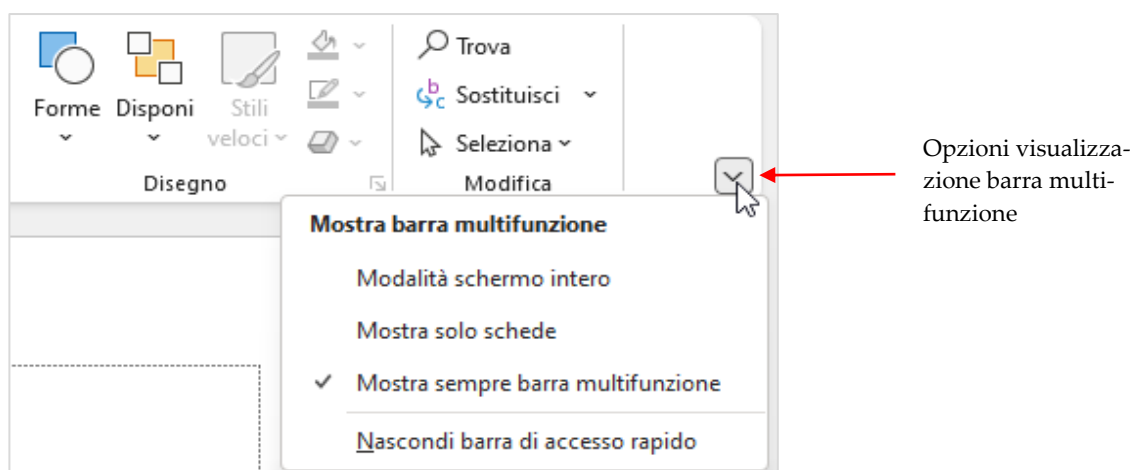 Trova
Sostituisci
Forme Disponi Stili veloci
Seleziona
Disegno
Modifica
Opzioni visualizza-
zione barra multi-
funzione
Mostra barra multifunzione
Modalità schermo intero
Mostra solo schede
Mostra sempre barra multifunzione
Nascondi barra di accesso rapido